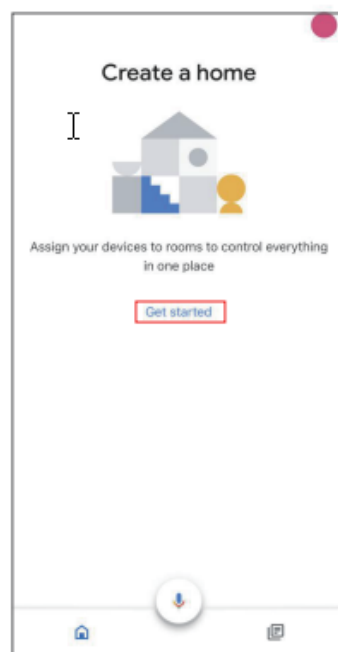 Create a home
Assign your devices to rooms to control everything
in one place
Get started